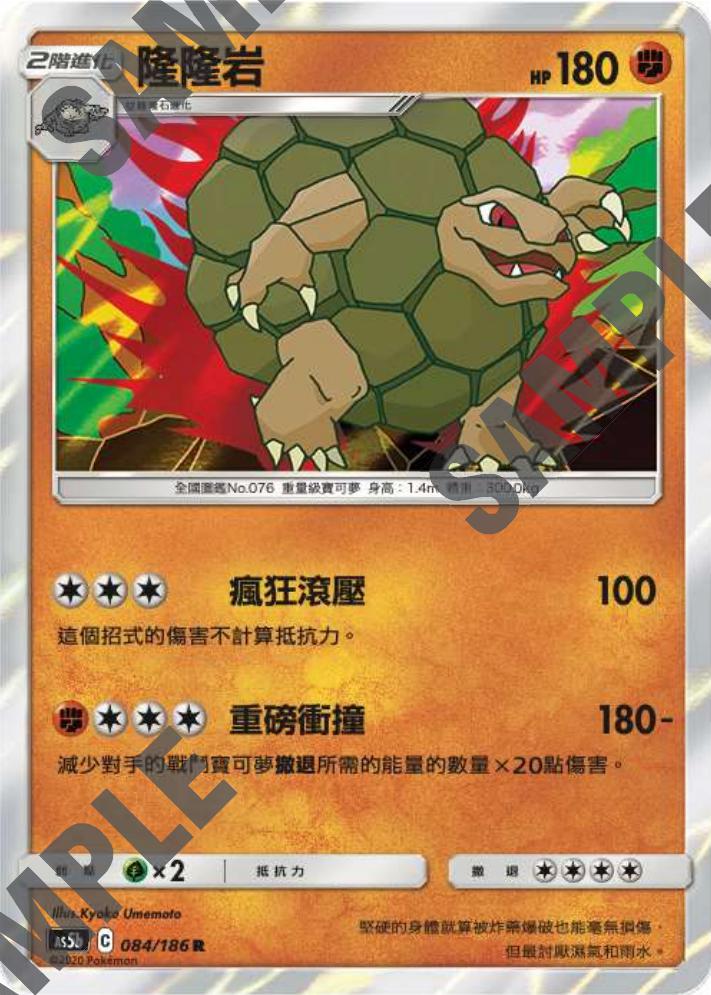 2階進化
隆隆岩
HP 180
從隆隆石進化
全國圖鑑No.076 重量級寶可夢 身高：1.4m 體重：300.0kg
瘋狂滾壓 100
這個招式的傷害不計算抵抗力。
重磅衝撞 180-
減少對手的戰鬥寶可夢撤退所需的能量的數量×20點傷害。
弱點 ×2 抵抗力 撤退
Illus.Kyoko Umemoto
AS5b C 084/186 R
©2020 Pokémon
堅硬的身體就算被炸藥爆破也能毫無損傷，
但最討厭濕氣和雨水。
SAMPLE
SAMPLE
SAMPLE